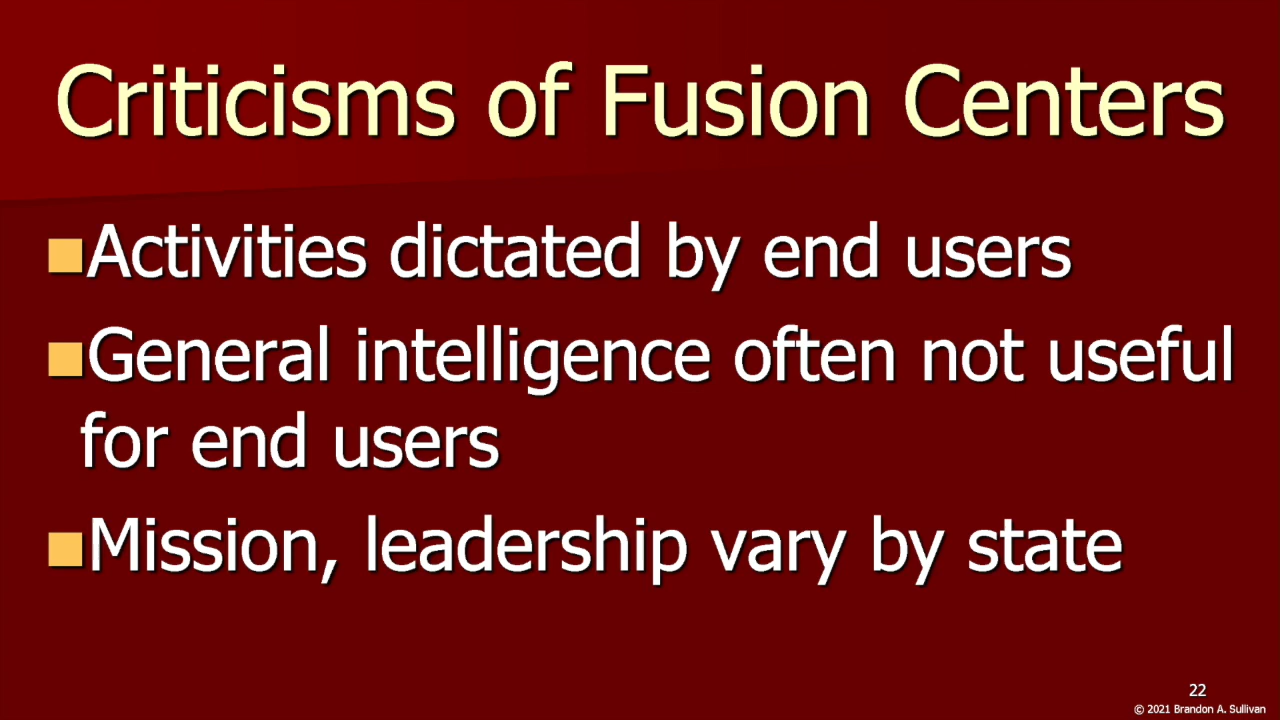 Criticisms of Fusion Centers
Activities dictated by end users
General intelligence often not useful
for end users
Mission, leadership vary by state
22
© 2021 Brandon A. Sullivan